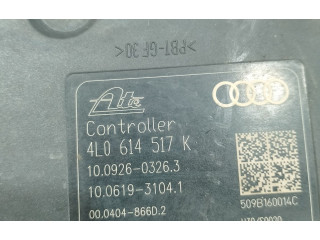 >PBT-GF30<
Ate
Controller
4L0 614 517 K
10.0926-0326.3
10.0619-3104.1
00.0404-866D.2
509B160014C